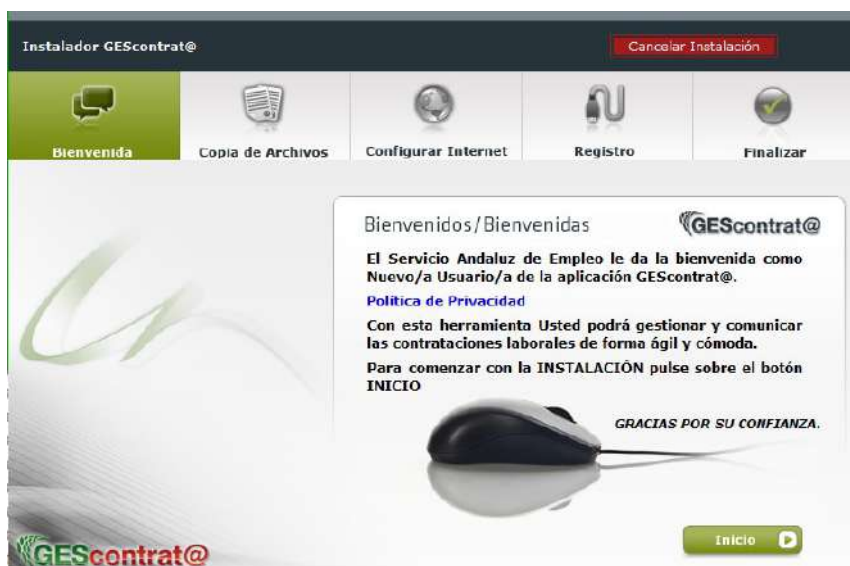 Instalador GEScontrat@
Cancelar Instalación
Bienvenida
Copia de Archivos
Configurar Internet
Registro
Finalizar
Bienvenidos/Bienvenidas
GEScontrat@
El Servicio Andaluz de Empleo le da la bienvenida como
Nuevo/a Usuario/a de la aplicación GEScontrat@.
Política de Privacidad
Con esta herramienta Usted podrá gestionar y comunicar
las contrataciones laborales de forma ágil y cómoda.
Para comenzar con la INSTALACIÓN pulse sobre el botón
INICIO
GRACIAS POR SU CONFIANZA.
Inicio
GEScontrat@